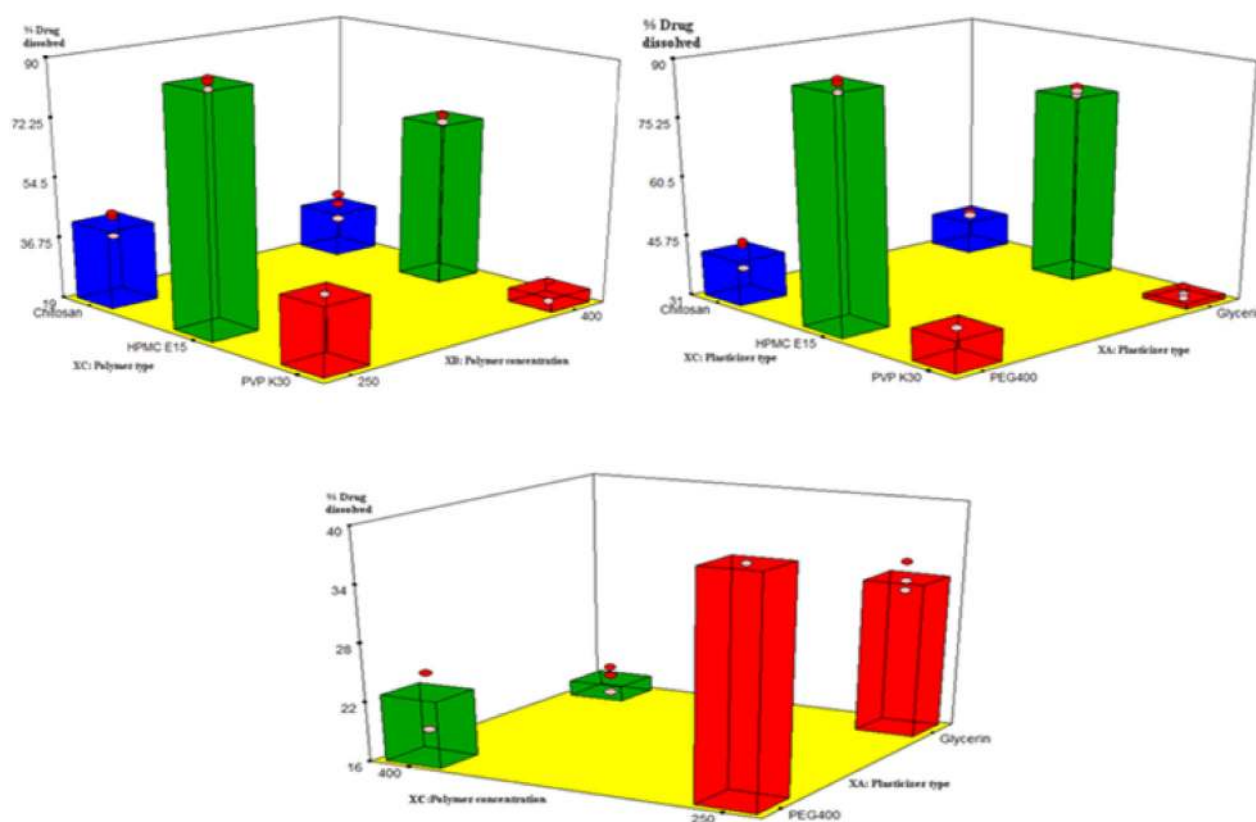 % Drug
dissolved
90
72.25
54.5
36.75
19
Chitosan
HPMC E15
PVP K30
XC: Polymer type
250
400
XB: Polymer concentration
% Drug
dissolved
90
75.25
60.5
45.75
31
Chitosan
HPMC E15
PVP K30
XC: Plasticizer type
PEG400
Glycerin
XA: Plasticizer type
% Drug
dissolved
40
34
28
22
16
400
250
XC:Polymer concentration
PEG400
Glycerin
XA: Plasticizer type